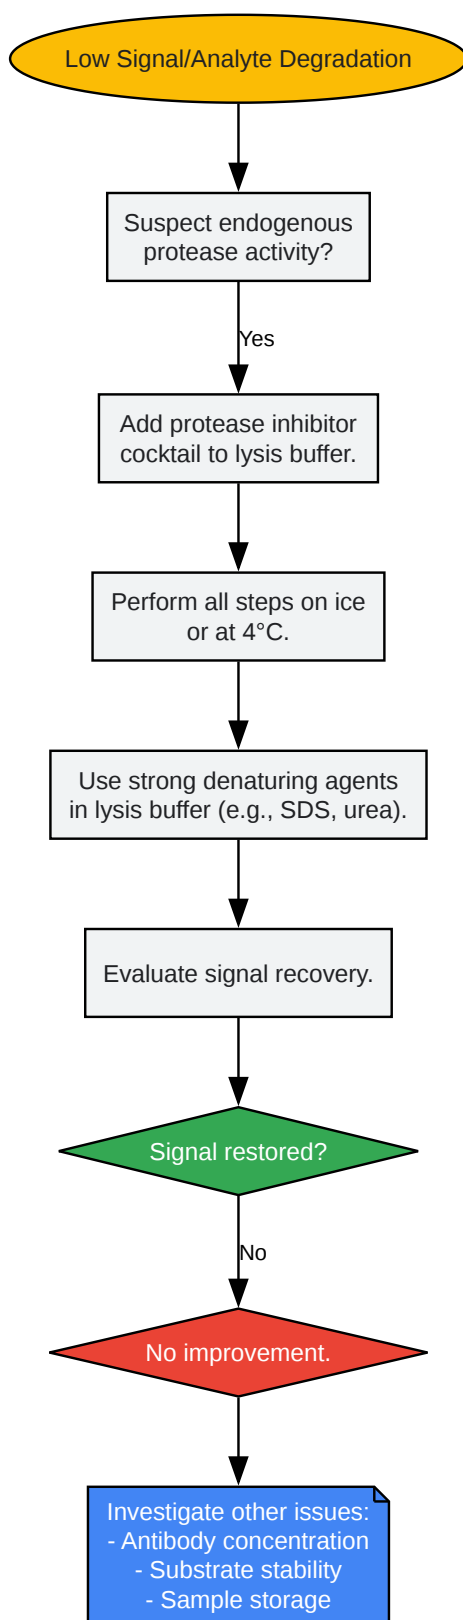 Low Signal/Analyte Degradation
Suspect endogenous
protease activity?
Yes
Add protease inhibitor
cocktail to lysis buffer.
Perform all steps on ice
or at 4°C.
Use strong denaturing agents
in lysis buffer (e.g., SDS, urea).
Evaluate signal recovery.
Signal restored?
No
No improvement.
Investigate other issues:
- Antibody concentration
- Substrate stability
- Sample storage